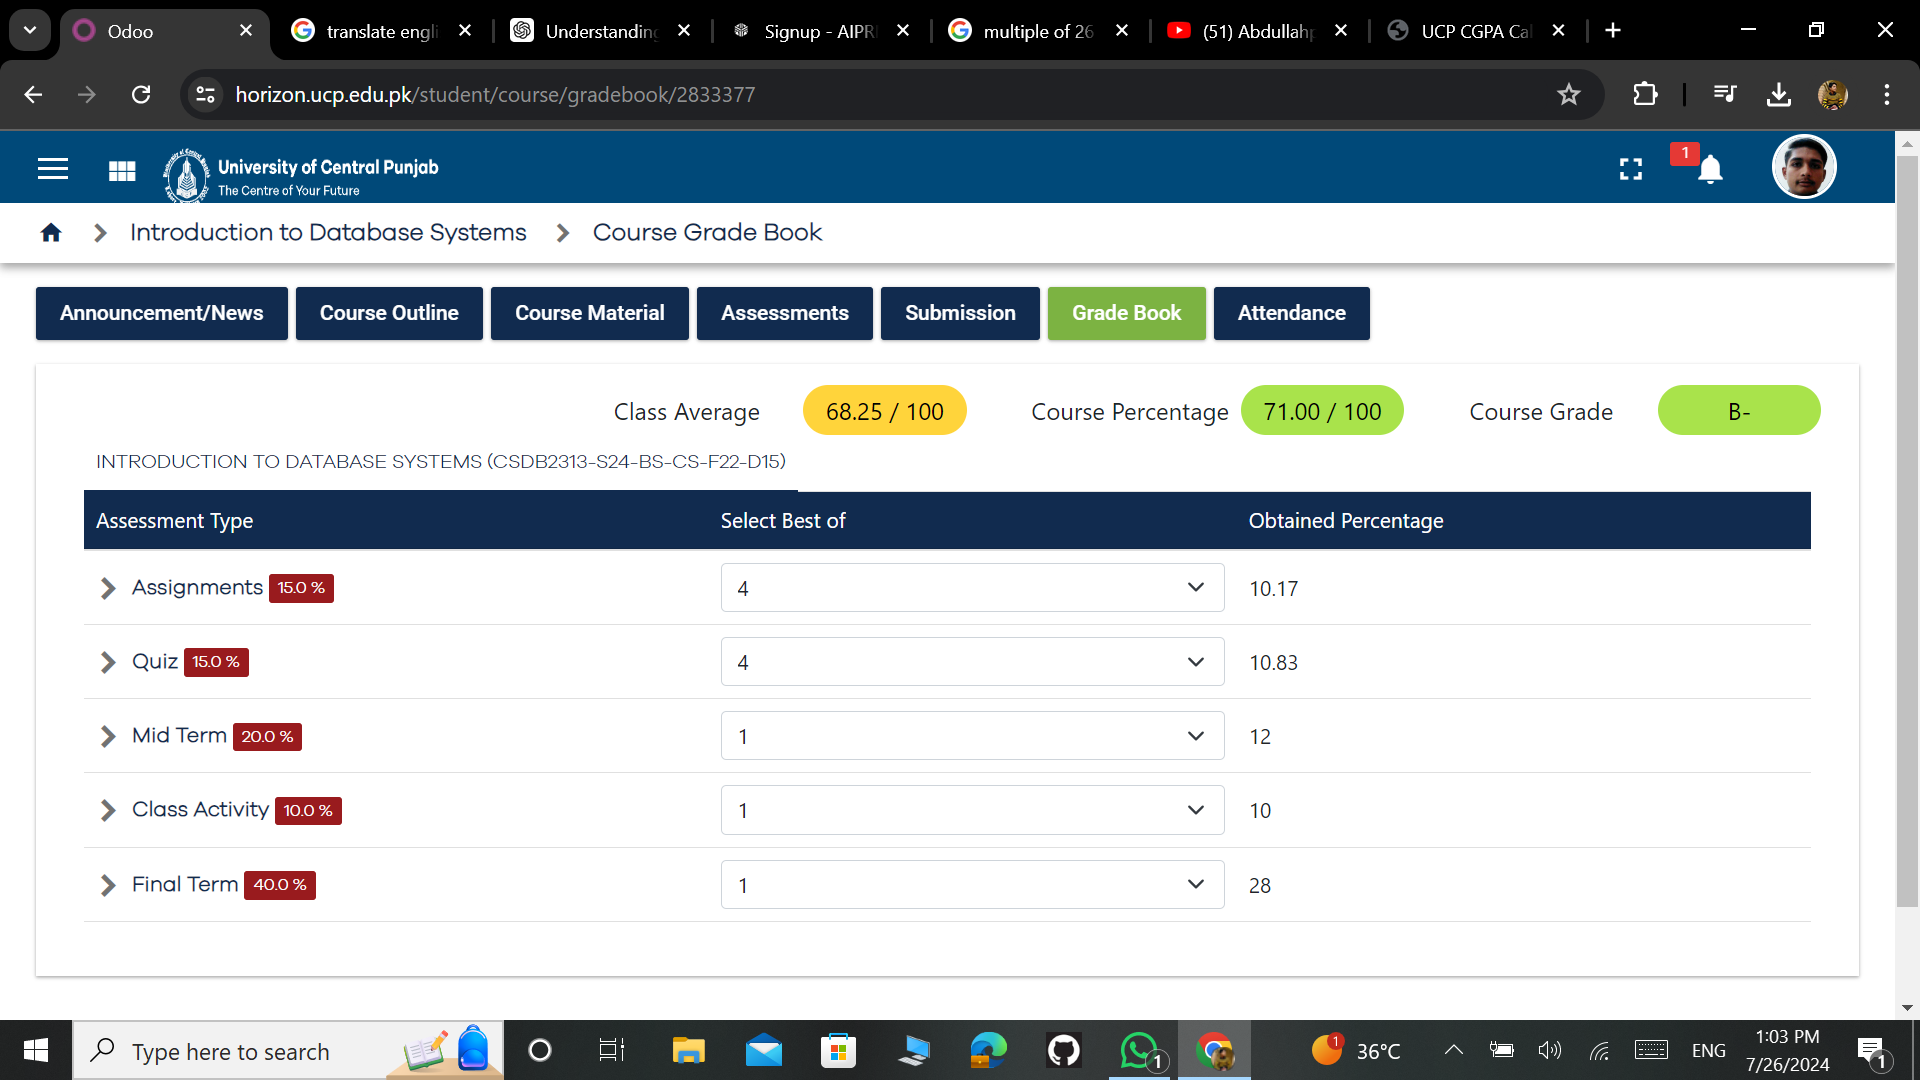 Odoo
translate engli
Understanding
Signup - AIPR
multiple of 26
(51) Abdullahp
UCP CGPA Cal
horizon.ucp.edu.pk/student/course/gradebook/2833377
University of Central Punjab
The Centre of Your Future
1
Introduction to Database Systems
Course Grade Book
Announcement/News
Course Outline
Course Material
Assessments
Submission
Grade Book
Attendance
Class Average 68.25 / 100 Course Percentage 71.00 / 100 Course Grade B-
INTRODUCTION TO DATABASE SYSTEMS (CSDB2313-S24-BS-CS-F22-D15)
Assessment Type Select Best of Obtained Percentage
Assignments 15.0 % 4 10.17
Quiz 15.0 % 4 10.83
Mid Term 20.0 % 1 12
Class Activity 10.0 % 1 10
Final Term 40.0 % 1 28
Type here to search
1
1
36°C
ENG
1:03 PM
7/26/2024
1